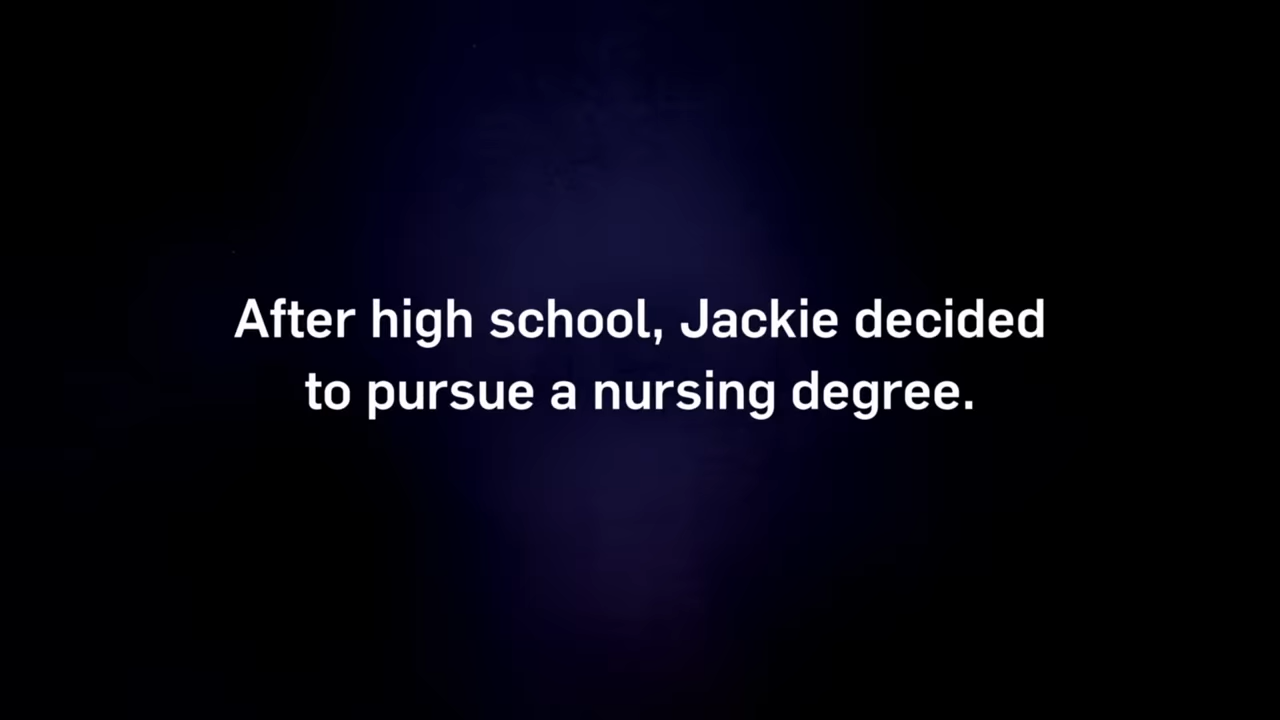 After high school, Jackie decided
to pursue a nursing degree.